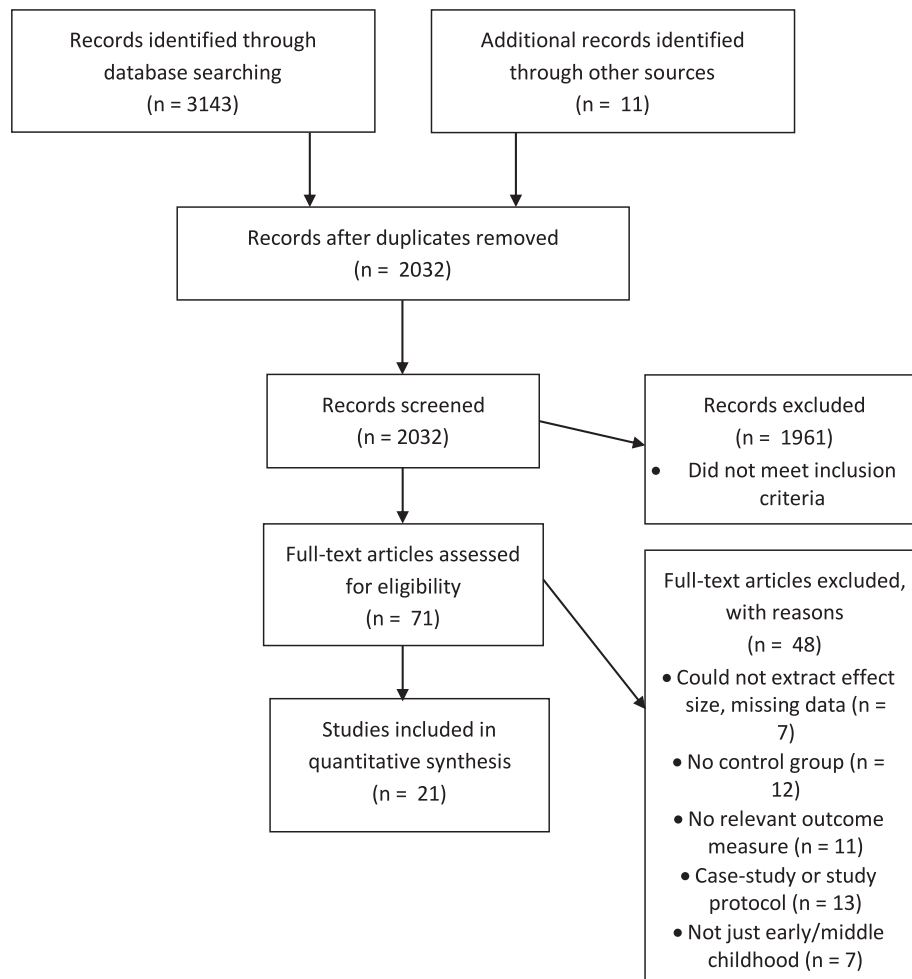 Records identified through
database searching
(n = 3143)
Additional records identified
through other sources
(n = 11)
Records after duplicates removed
(n = 2032)
Records screened
(n = 2032)
Records excluded
(n = 1961)
• Did not meet inclusion
criteria
Full-text articles assessed
for eligibility
(n = 71)
Full-text articles excluded,
with reasons
(n = 48)
• Could not extract effect
size, missing data (n =
7)
• No control group (n =
12)
• No relevant outcome
measure (n = 11)
• Case-study or study
protocol (n = 13)
• Not just early/middle
childhood (n = 7)
Studies included in
quantitative synthesis
(n = 21)